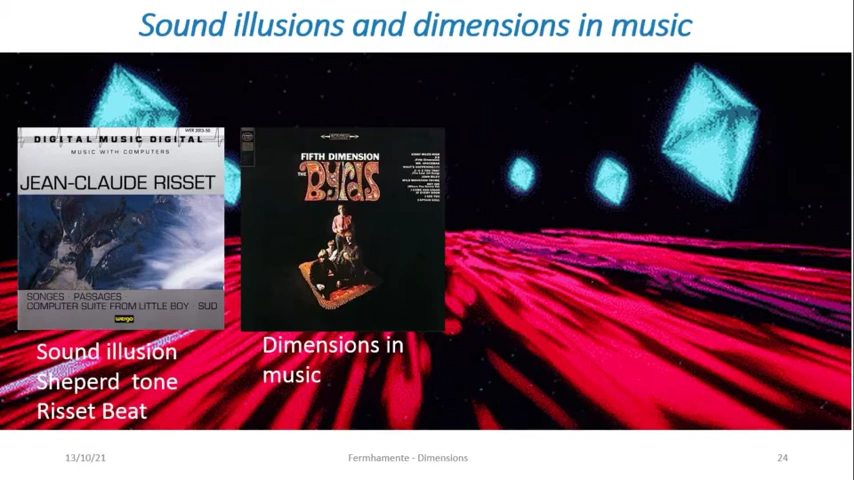 Sound illusions and dimensions in music
DIGITAL MUSIC DIGITAL
MUSIC WITH COMPUTERS
JEAN-CLAUDE RISSET
SONGES PASSAGES
COMPUTER SUITE FROM LITTLE BOY SUD
wergo
FIFTH DIMENSION
THE Byrds
Sound illusion
Sheperd tone
Risset Beat
Dimensions in
music
13/10/21
Fermhamente - Dimensions
24